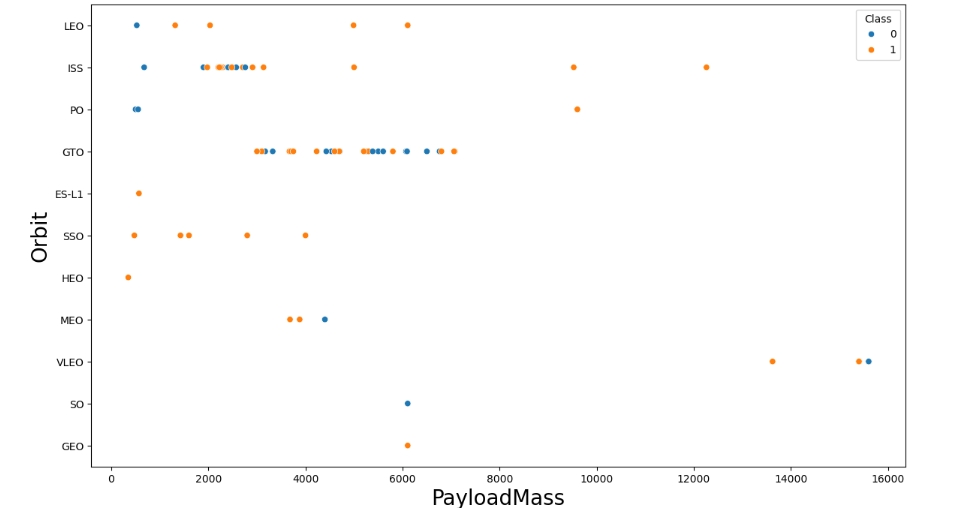 Class
0
1
LEO
ISS
PO
GTO
ES-L1
SSO
HEO
MEO
VLEO
SO
GEO
Orbit
0 2000 4000 6000 8000 10000 12000 14000 16000
PayloadMass